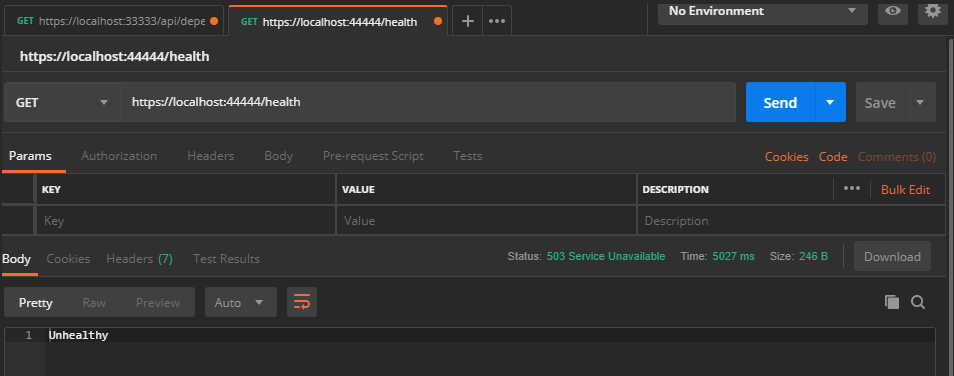 GET https://localhost:33333/api/depe
GET https://localhost:44444/health
No Environment
https://localhost:44444/health
GET https://localhost:44444/health Send Save
Params Authorization Headers Body Pre-request Script Tests Cookies Code Comments (0)
KEY VALUE DESCRIPTION ••• Bulk Edit
Key Value Description
Body Cookies Headers (7) Test Results Status: 503 Service Unavailable Time: 5027 ms Size: 246 B Download
Pretty Raw Preview Auto
1 Unhealthy